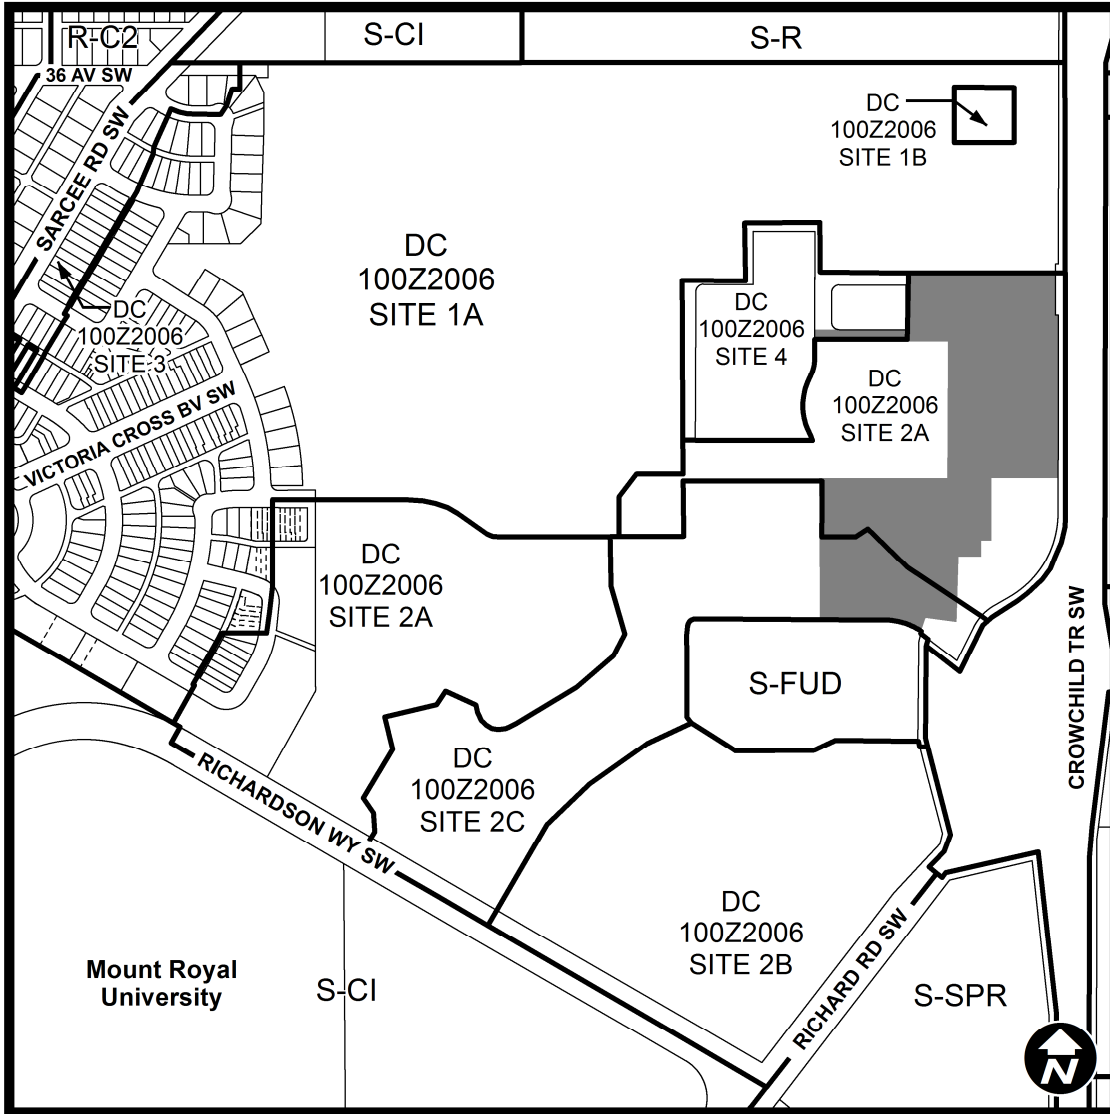 R-C2
S-CI
S-R
36 AV SW
DC
100Z2006
SITE 1B
SARCEE RD SW
DC
100Z2006
SITE 1A
DC
100Z2006
SITE 3
DC
100Z2006
SITE 4
DC
100Z2006
SITE 2A
VICTORIA CROSS BV SW
DC
100Z2006
SITE 2A
CROWCHILD TR SW
S-FUD
DC
100Z2006
SITE 2C
RICHARDSON WY SW
DC
100Z2006
SITE 2B
RICHARD RD SW
Mount Royal
University
S-CI
S-SPR
N